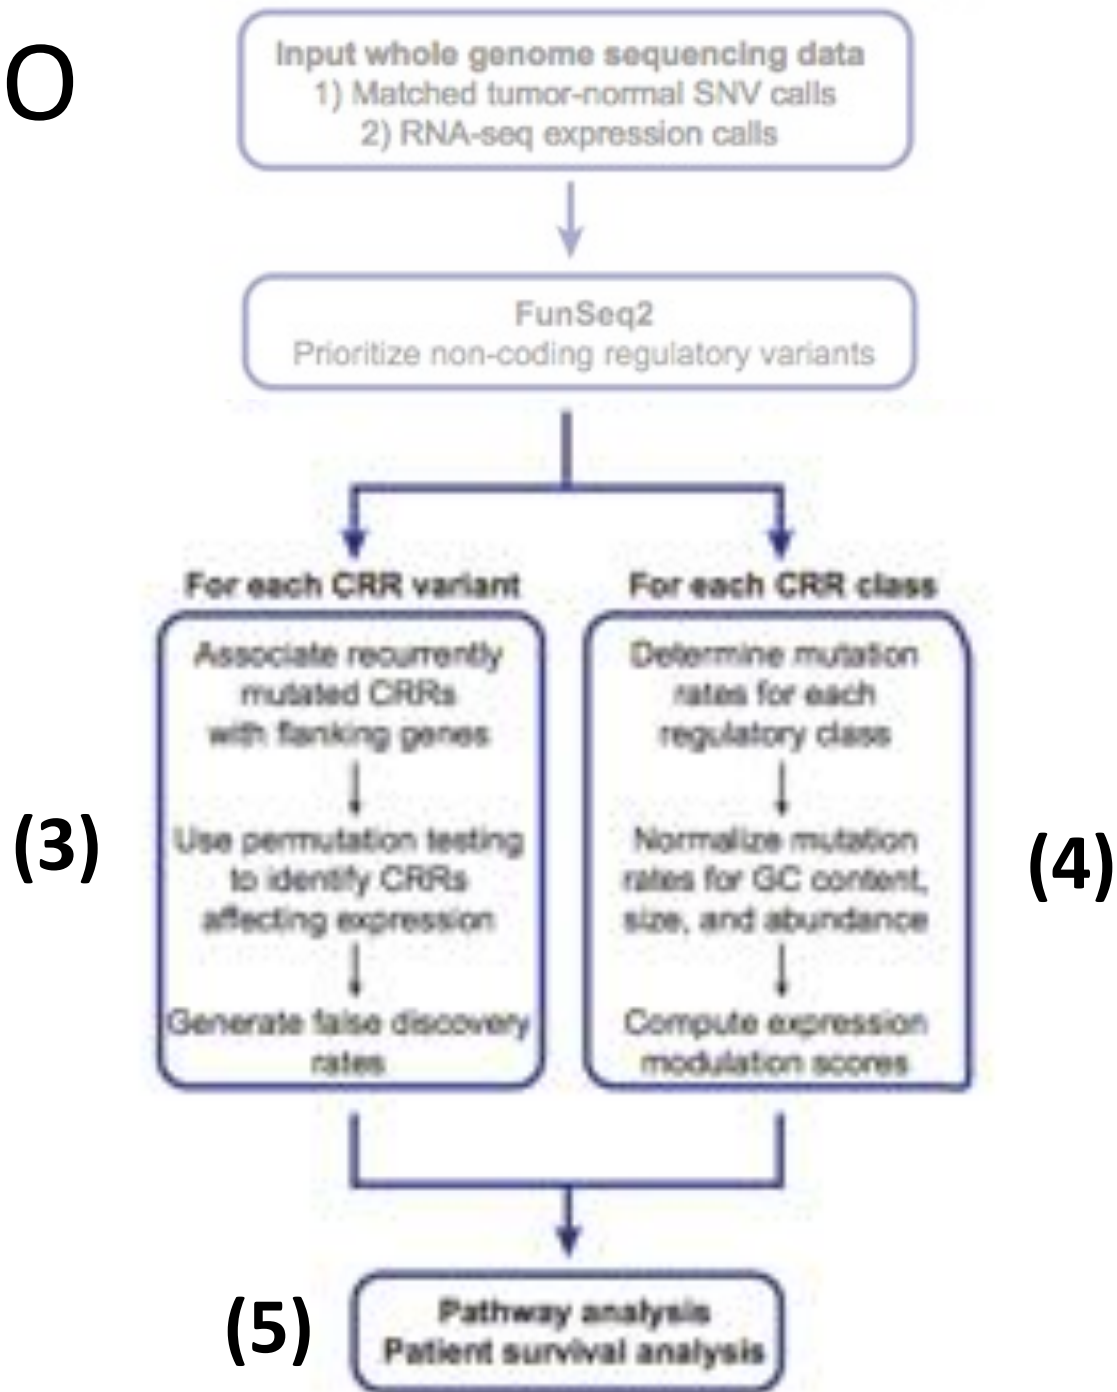 O
Input whole genome sequencing data
1) Matched tumor-normal SNV calls
2) RNA-seq expression calls
FunSeq2
Prioritize non-coding regulatory variants
For each CRR variant
Associate recurrently
mutated CRRs
with flanking genes
Use permutation testing
to identify CRRs
affecting expression
Generate false discovery
rates
(3)
For each CRR class
Determine mutation
rates for each
regulatory class
Normalize mutation
rates for GC content,
size, and abundance
Compute expression
modulation scores
(4)
(5)
Pathway analysis
Patient survival analysis